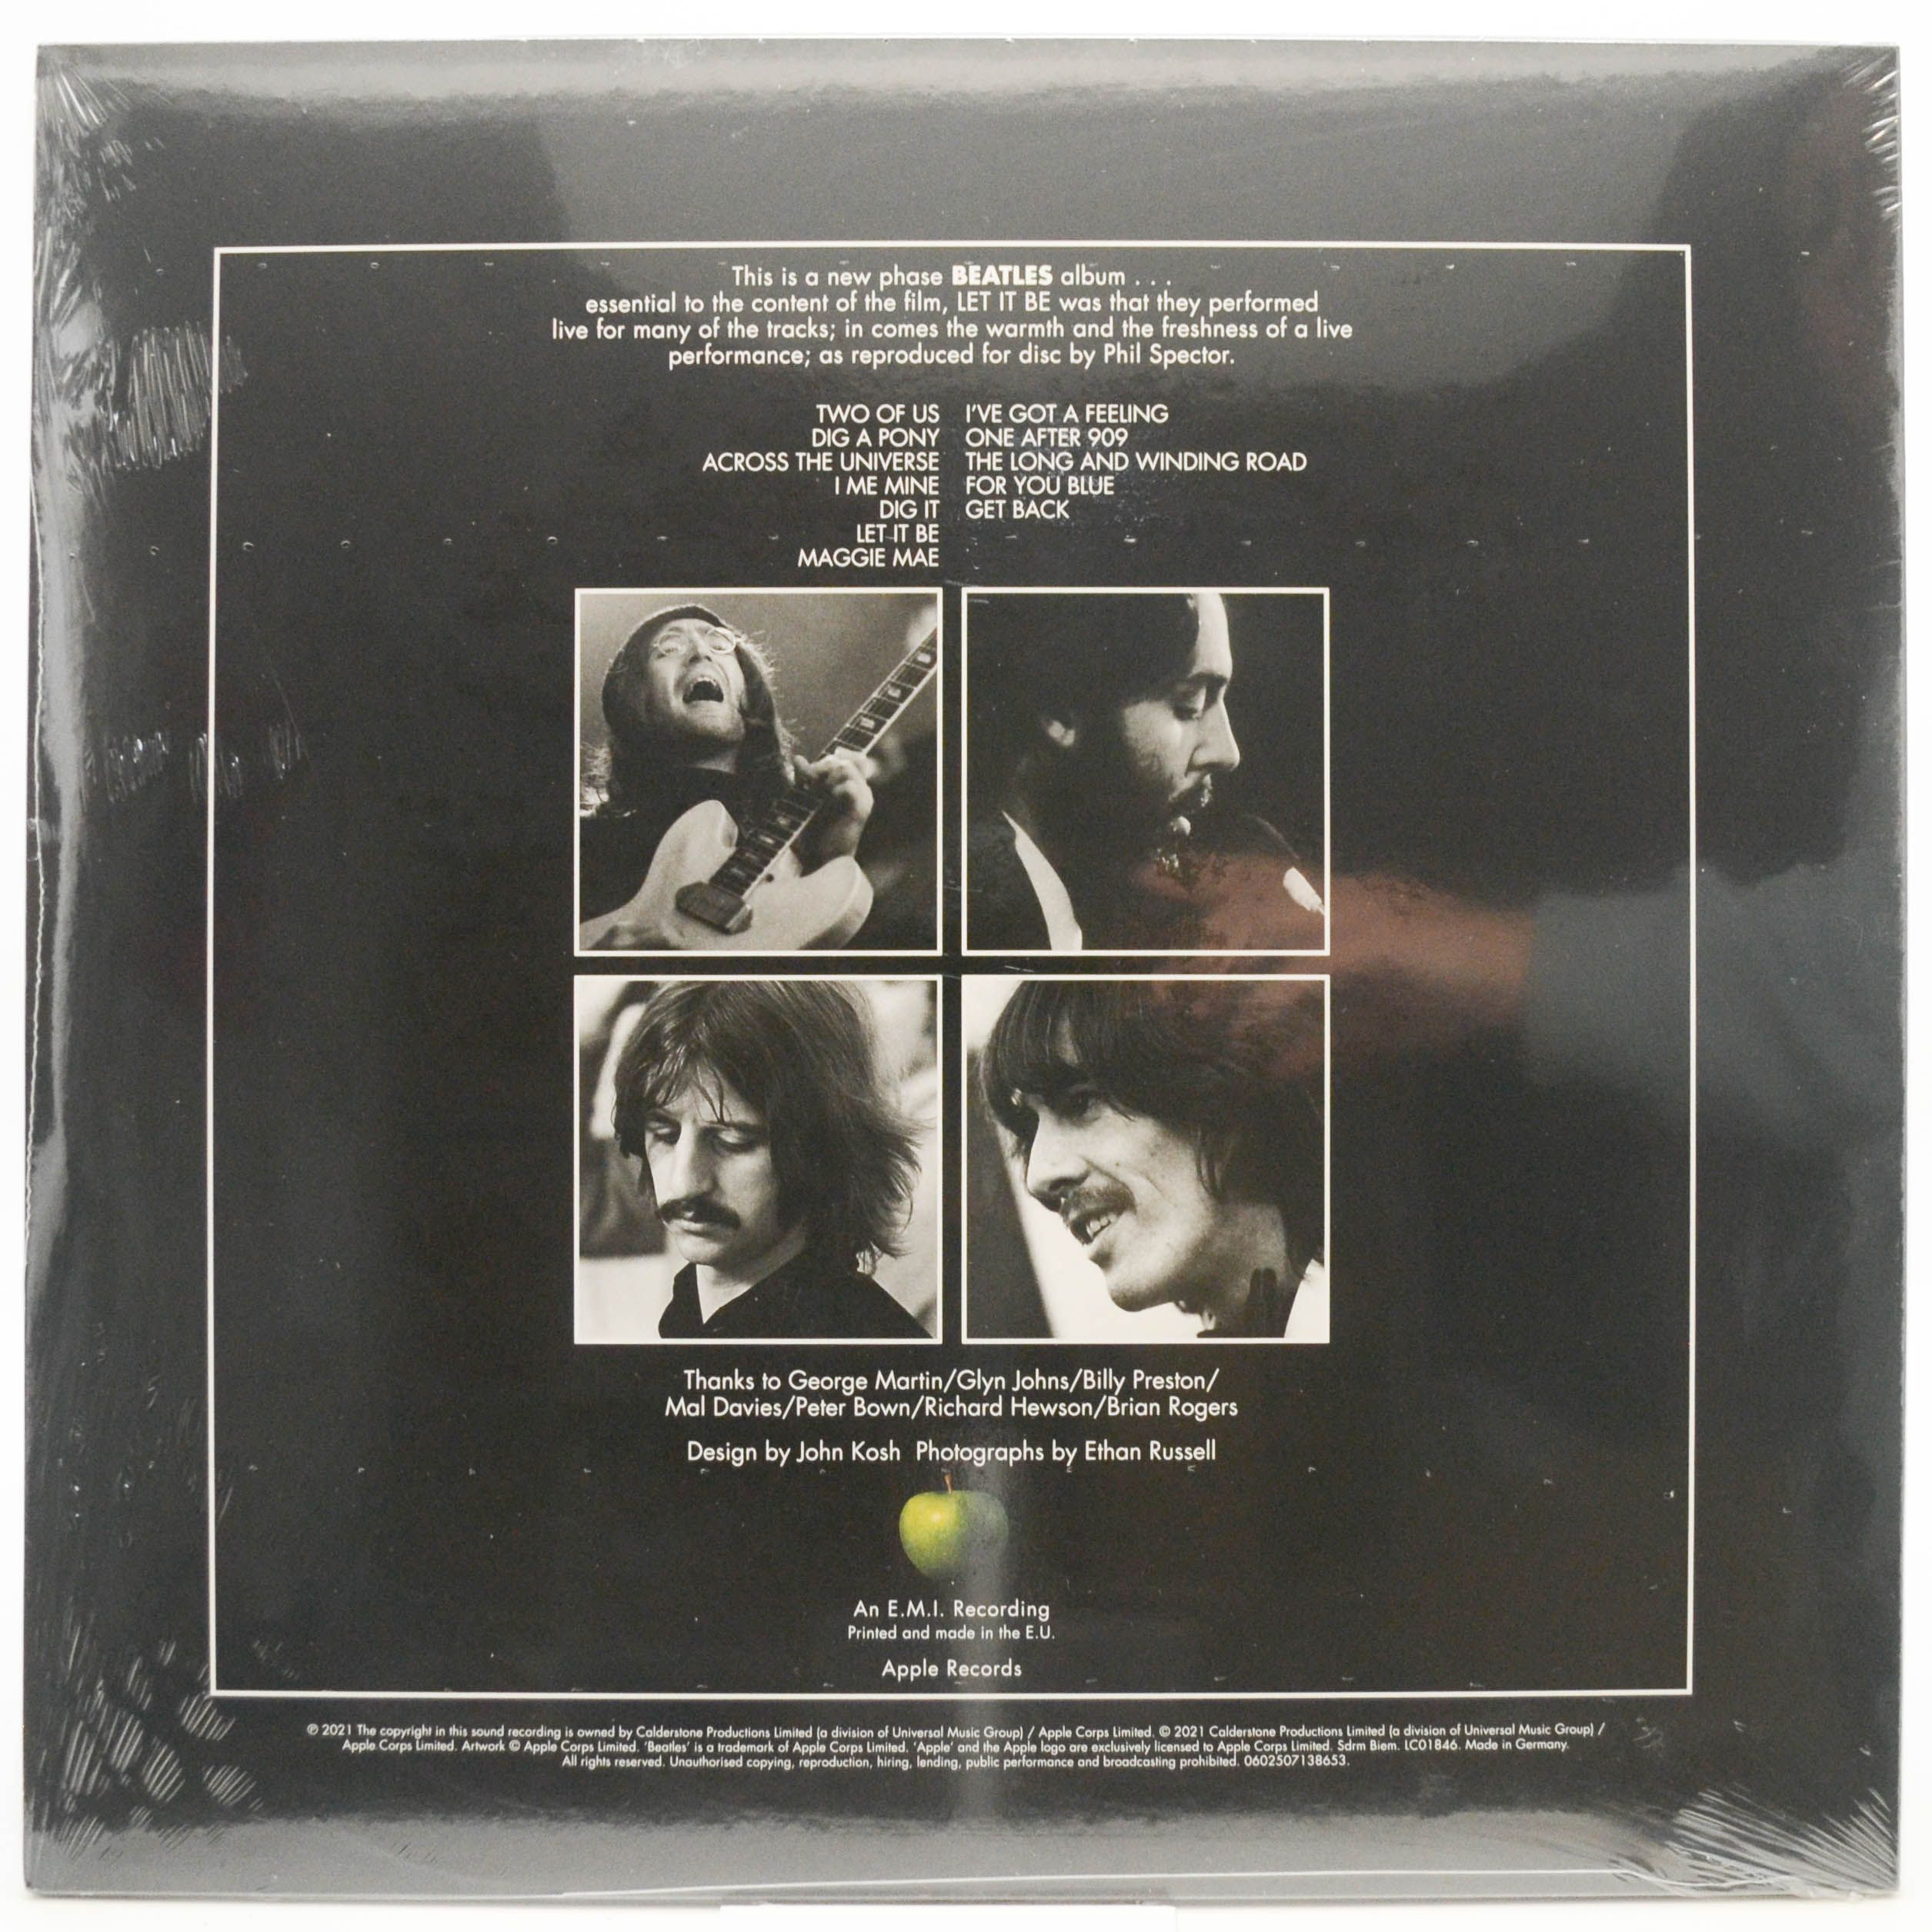 This is a new phase BEATLES album . . .
essential to the content of the film, LET IT BE was that they performed
live for many of the tracks; in comes the warmth and the freshness of a live
performance; as reproduced for disc by Phil Spector.
TWO OF US
DIG A PONY
ACROSS THE UNIVERSE
I ME MINE
DIG IT
LET IT BE
MAGGIE MAE
I'VE GOT A FEELING
ONE AFTER 909
THE LONG AND WINDING ROAD
FOR YOU BLUE
GET BACK
Thanks to George Martin/Glyn Johns/Billy Preston/
Mal Davies/Peter Bown/Richard Hewson/Brian Rogers
Design by John Kosh Photographs by Ethan Russell
An E.M.I. Recording
Printed and made in the E.U.
Apple Records
℗ 2021 The copyright in this sound recording is owned by Calderstone Productions Limited (a division of Universal Music Group) / Apple Corps Limited. © 2021 Calderstone Productions Limited (a division of Universal Music Group) /
Apple Corps Limited. Artwork © Apple Corps Limited. 'Beatles' is a trademark of Apple Corps Limited. 'Apple' and the Apple logo are exclusively licensed to Apple Corps Limited. Sdrm Biem. LC01846. Made in Germany.
All rights reserved. Unauthorised copying, reproduction, hiring, lending, public performance and broadcasting prohibited. 0602507138653.